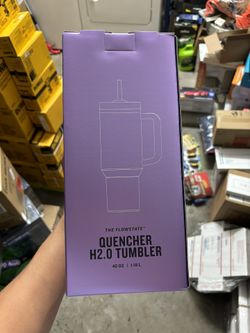 THE FLOWSTATE™
QUENCHER
H2.0 TUMBLER
40 OZ | 1.18 L